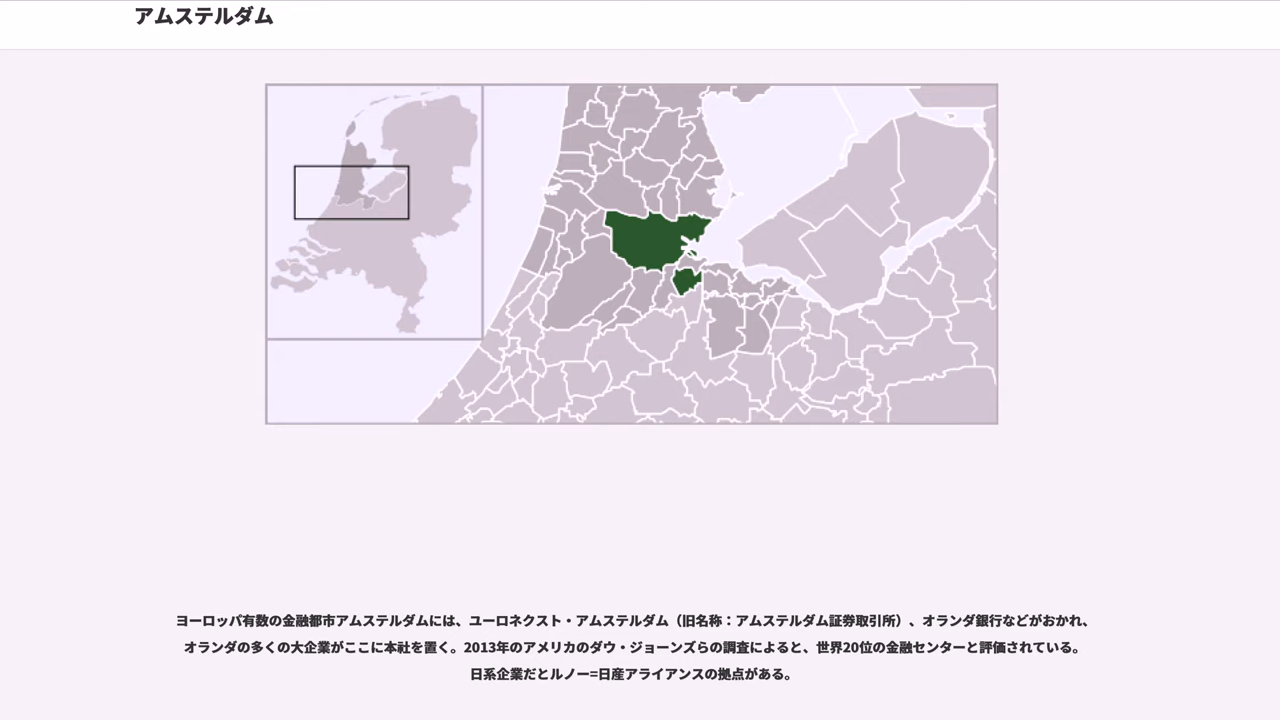 アムステルダム
ヨーロッパ有数の金融都市アムステルダムには、ユーロネクスト・アムステルダム（旧名称：アムステルダム証券取引所）、オランダ銀行などがおかれ、
オランダの多くの大企業がここに本社を置く。2013年のアメリカのダウ・ジョーンズらの調査によると、世界20位の金融センターと評価されている。
日系企業だとルノー=日産アライアンスの拠点がある。